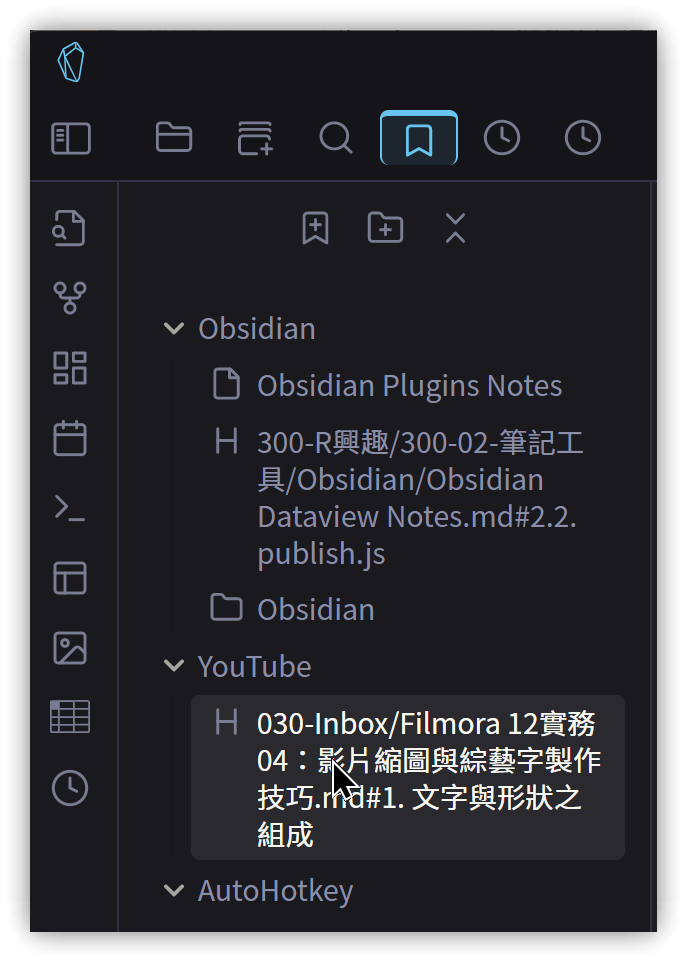 Obsidian
Obsidian Plugins Notes
300-R興趣/300-02-筆記工
具/Obsidian/Obsidian
Dataview Notes.md#2.2.
publish.js
Obsidian
YouTube
030-Inbox/Filmora 12實務
04：影片縮圖與綜藝字製作
技巧.md#1. 文字與形狀之
組成
AutoHotkey